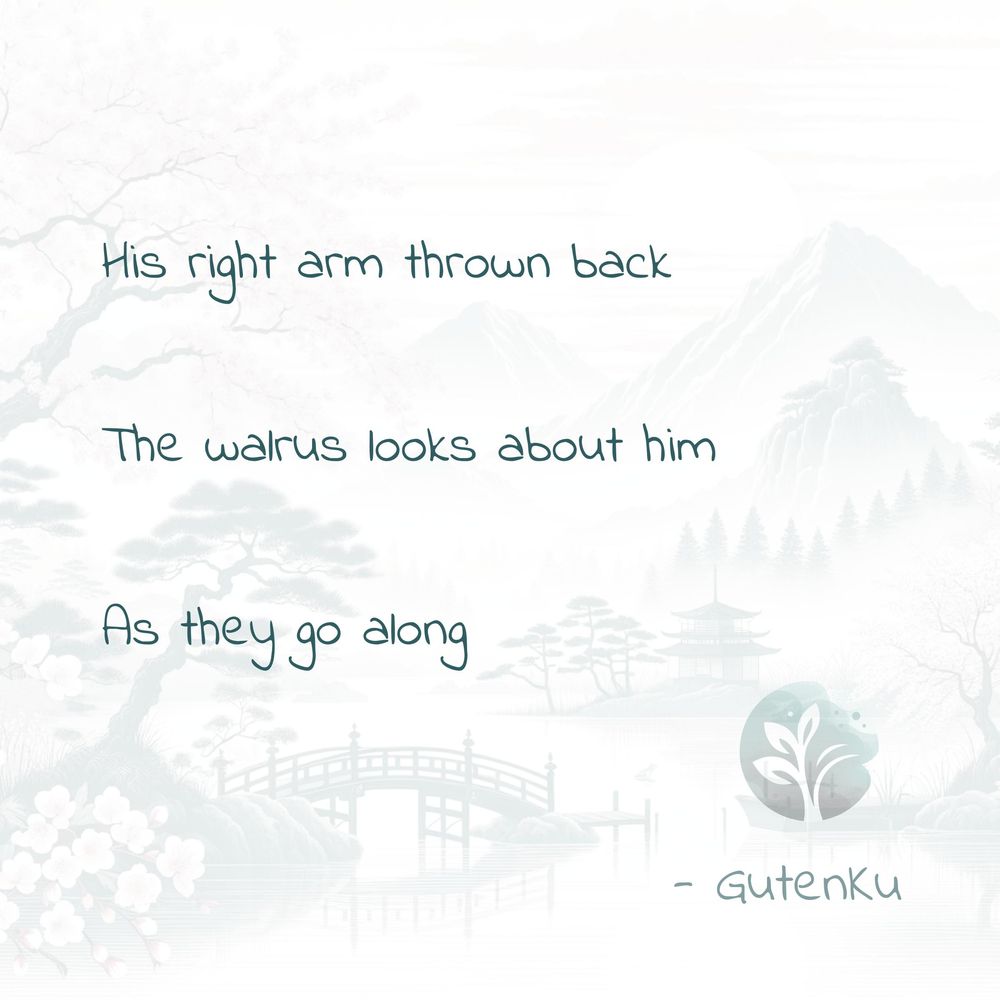 His right arm thrown back
The walrus looks about him
As they go along
- GutenKu